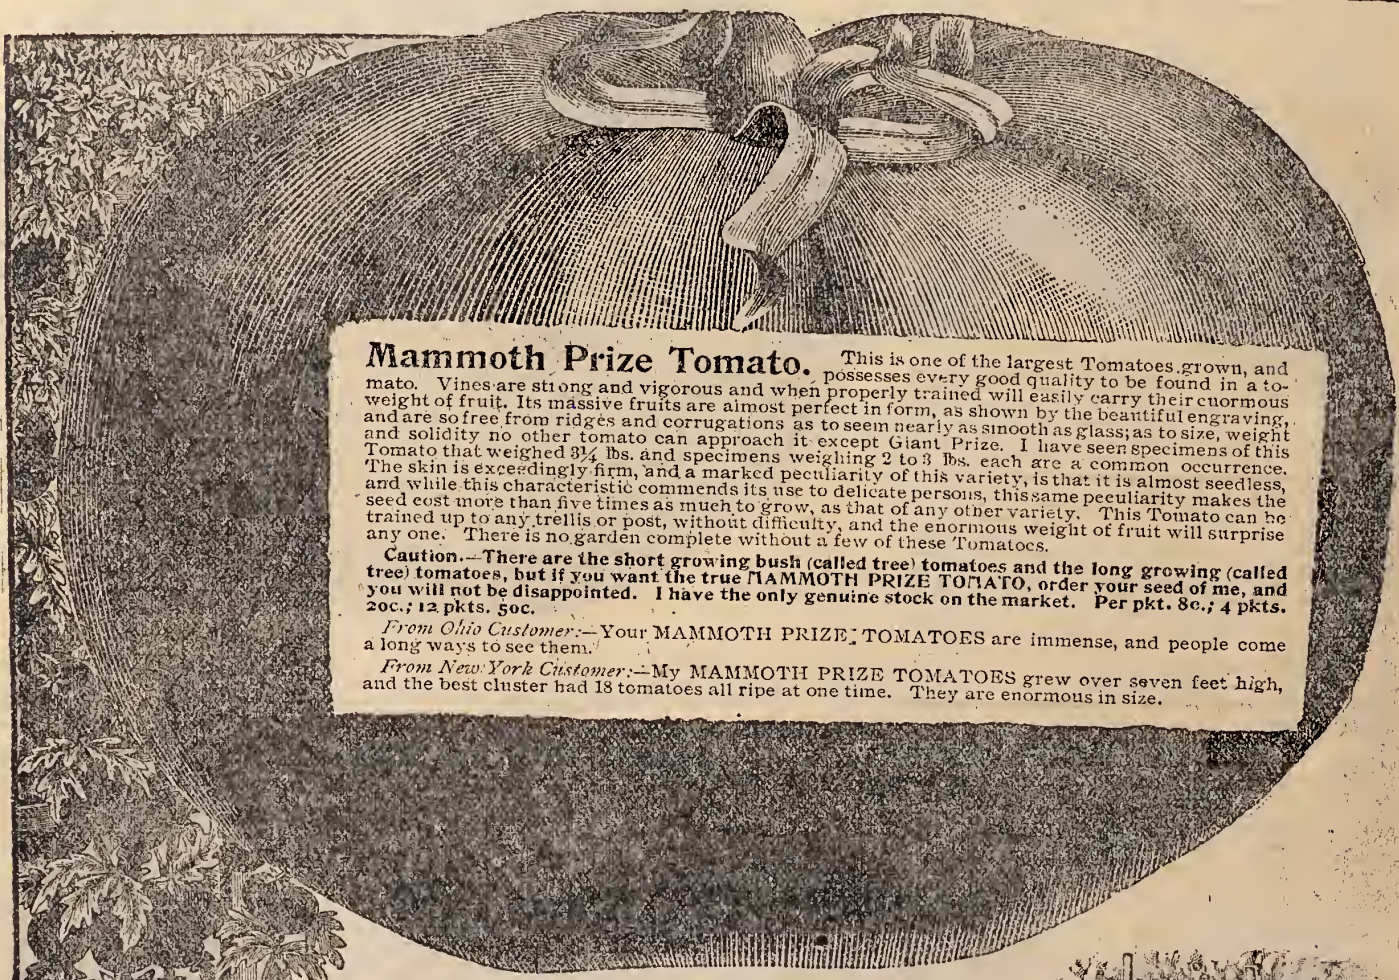 Mammoth Prize Tomato. This is one of the largest Tomatoes grown, and
possesses every good quality to be found in a to-
mato. Vines are strong and vigorous and when properly trained will easily carry their enormous
weight of fruit. Its massive fruits are almost perfect in form, as shown by the beautiful engraving,
and are so free from ridges and corrugations as to seem nearly as smooth as glass; as to size, weight
and solidity no other tomato can approach it except Giant Prize. I have seen specimens of this
Tomato that weighed 3¼ lbs. and specimens weighing 2 to 3 lbs. each are a common occurrence.
The skin is exceedingly firm, and a marked peculiarity of this variety, is that it is almost seedless,
and while this characteristic commends its use to delicate persons, this same peculiarity makes the
seed cost more than five times as much to grow, as that of any other variety. This Tomato can be
trained up to any trellis or post, without difficulty, and the enormous weight of fruit will surprise
any one. There is no garden complete without a few of these Tomatoes.
Caution.—There are the short growing bush (called tree) tomatoes and the long growing (called
tree) tomatoes, but if you want the true MAMMOTH PRIZE TOMATO, order your seed of me, and
you will not be disappointed. I have the only genuine stock on the market. Per pkt. 8c.; 4 pkts.
20c.; 12 pkts. 50c.
From Ohio Customer:—Your MAMMOTH PRIZE TOMATOES are immense, and people come
a long ways to see them.
From New York Customer:—My MAMMOTH PRIZE TOMATOES grew over seven feet high,
and the best cluster had 18 tomatoes all ripe at one time. They are enormous in size.